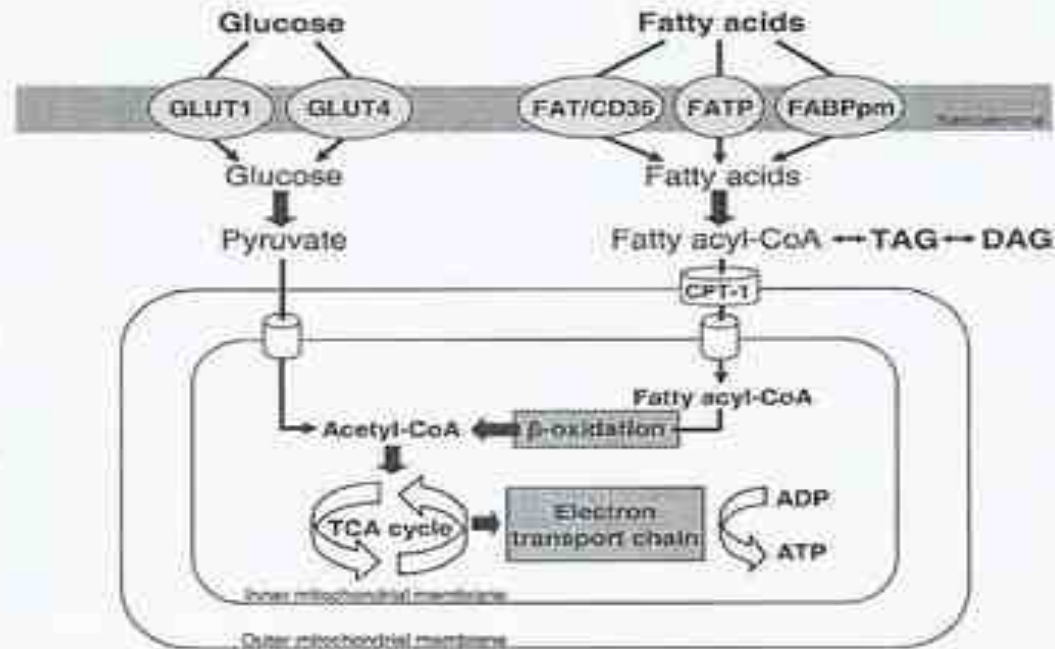 Glucose
Fatty acids
GLUT1
GLUT4
FAT/CD36
FATP
FABPpm
Glucose
Fatty acids
Pyruvate
Fatty acyl-CoA
TAG
DAG
CPT-1
Fatty acyl-CoA
Acetyl-CoA
β-oxidation
TCA cycle
Electron
transport chain
ADP
ATP
Inner mitochondrial membrane
Outer mitochondrial membrane